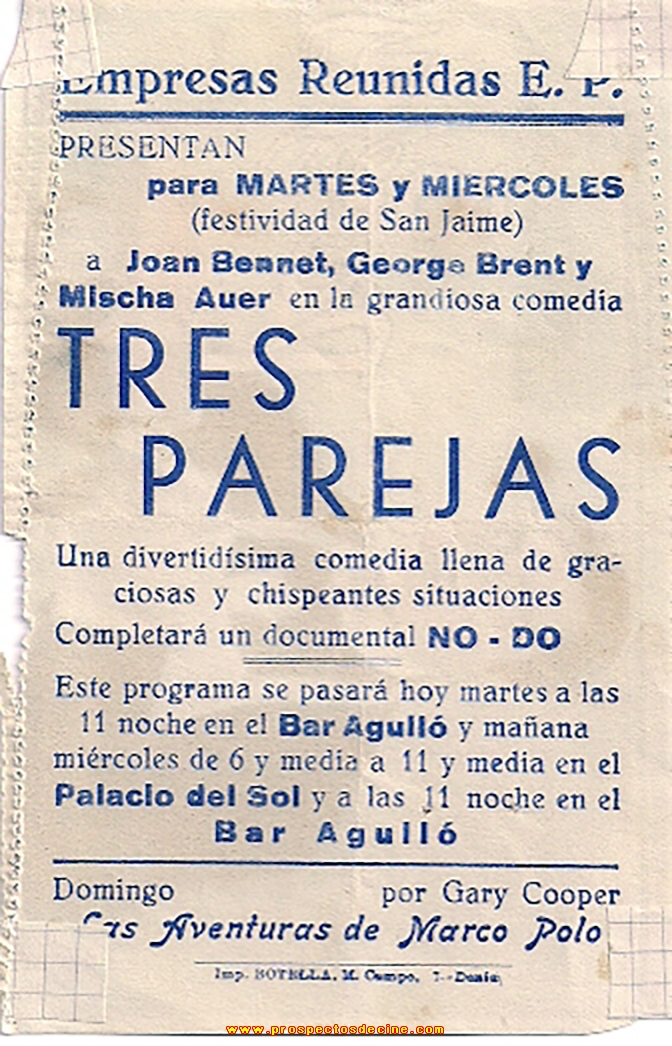 Empresas Reunidas E. P.
PRESENTAN
para MARTES y MIERCOLES
(festividad de San Jaime)
a Joan Bennet, George Brent y
Mischa Auer en la grandiosa comedia
TRES
PAREJAS
Una divertidísima comedia llena de gra-
ciosas y chispeantes situaciones
Completará un documental NO - DO
Este programa se pasará hoy martes a las
11 noche en el Bar Agulló y mañana
miércoles de 6 y media a 11 y media en el
Palacio del Sol y a las 11 noche en el
Bar Agulló
Domingo por Gary Cooper
Las Aventuras de Marco Polo
Imp. BOTELLA, M. Campo, 7.-Denia
www.prospectosdecine.com